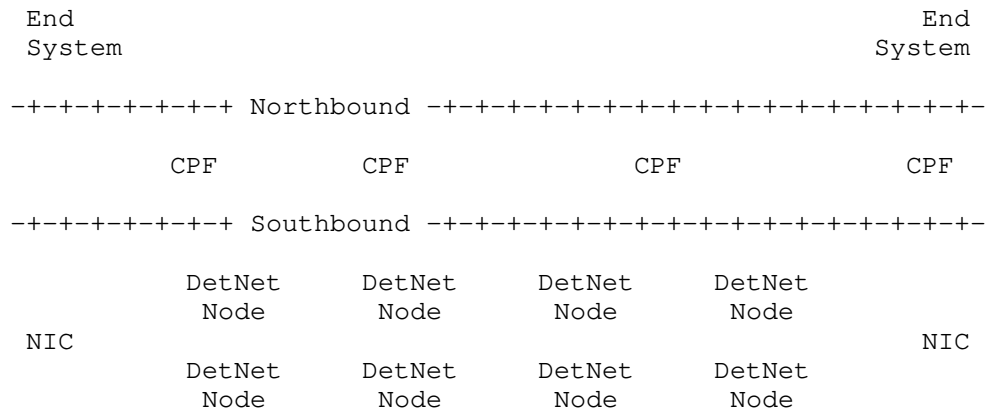 End End
System System
-+-+-+-+-+-+-+ Northbound -+-+-+-+-+-+-+-+-+-+-+-+-+-+-+-+-+-
CPF CPF CPF CPF
-+-+-+-+-+-+-+ Southbound -+-+-+-+-+-+-+-+-+-+-+-+-+-+-+-+-+-
DetNet DetNet DetNet DetNet
Node Node Node Node
NIC NIC
DetNet DetNet DetNet DetNet
Node Node Node Node